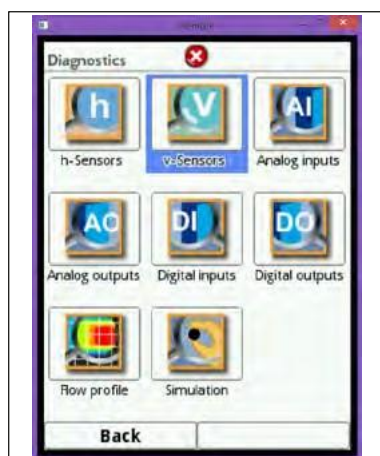 Diagnostics
h
V
AI
h-Sensors
v-Sensors
Analog inputs
AO
DI
DO
Analog outputs
Digital inputs
Digital outputs
Flow profile
Simulation
Back